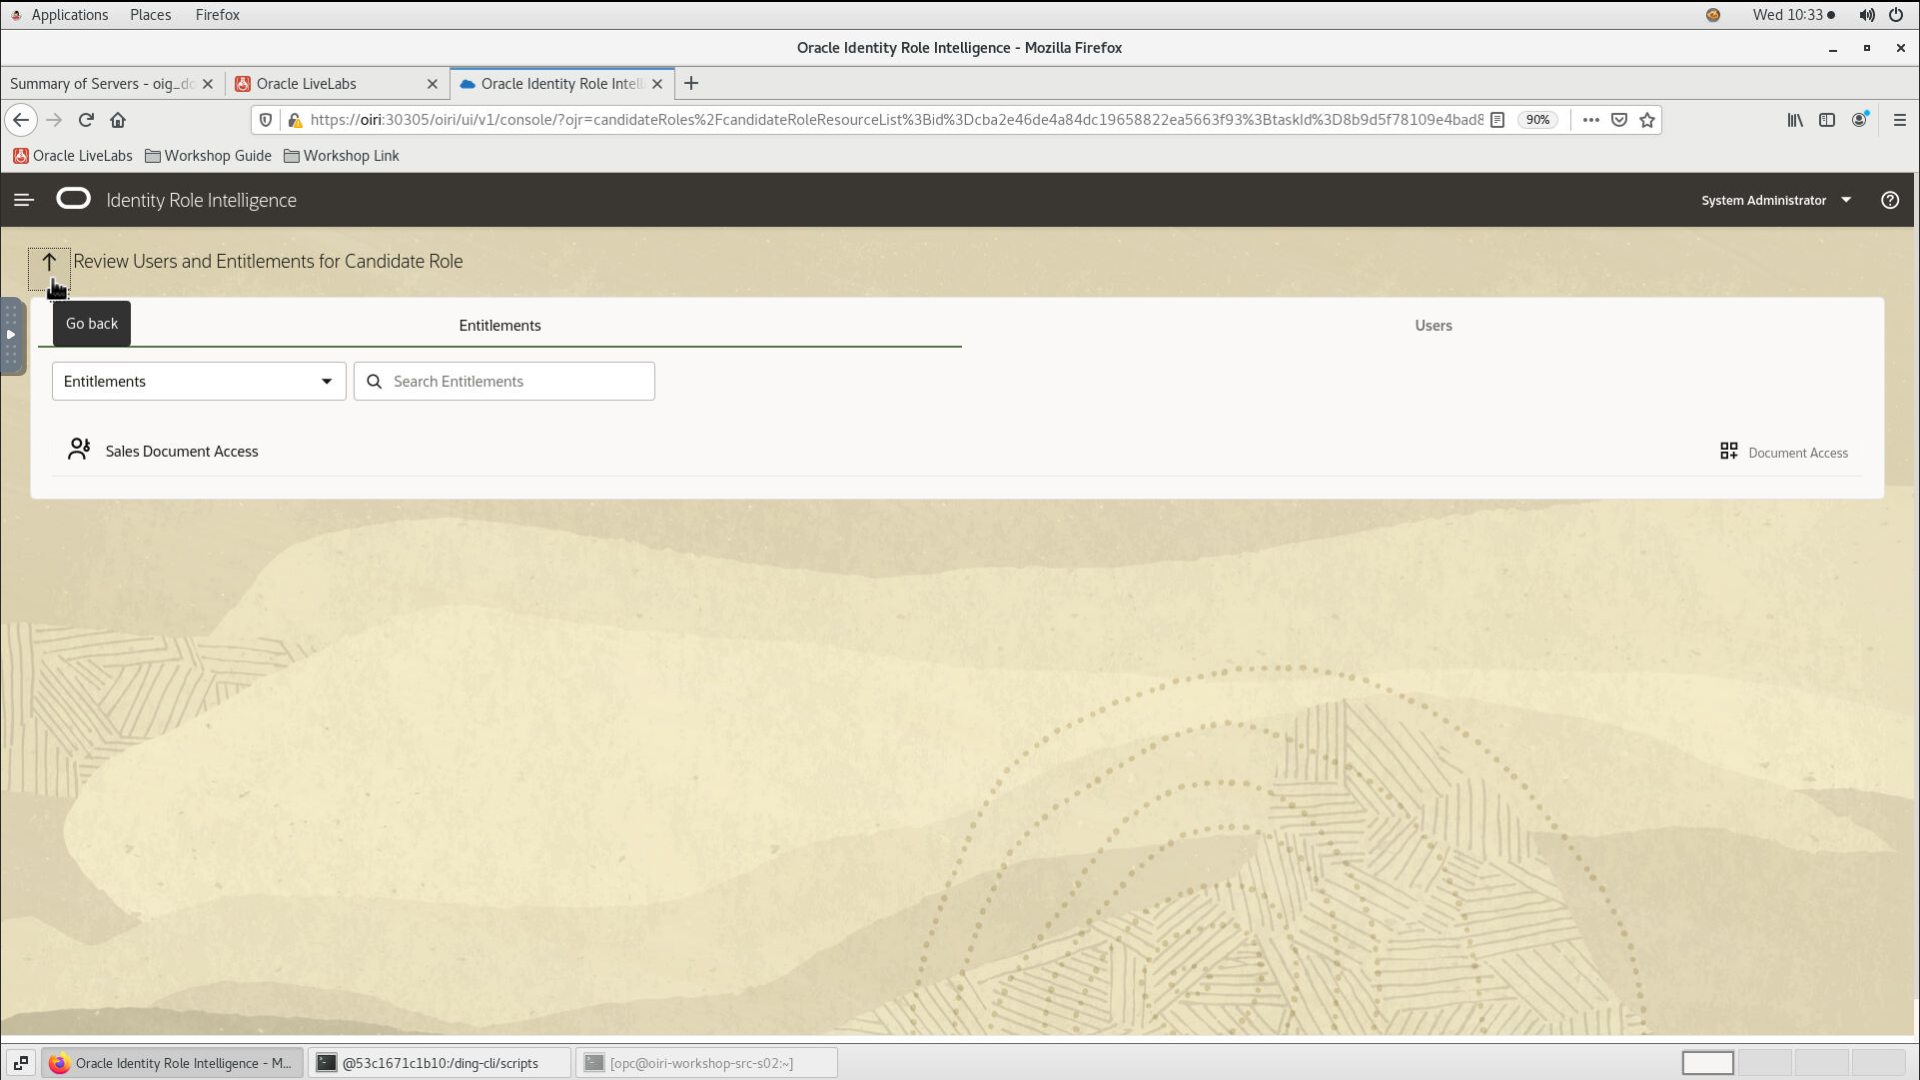 Applications Places Firefox Wed 10:33
Oracle Identity Role Intelligence - Mozilla Firefox
Summary of Servers - oig_do Oracle LiveLabs Oracle Identity Role Intell
https://oiri:30305/oiri/ui/v1/console/?ojr=candidateRoles%2FcandidateRoleResourceList%3Bid%3Dcba2e46de4a84dc19658822ea5663f93%3BtaskId%3D8b9d5f78109e4bad8 90%
Oracle LiveLabs Workshop Guide Workshop Link
Identity Role Intelligence System Administrator
Review Users and Entitlements for Candidate Role
Go back Entitlements Users
Entitlements Search Entitlements
Sales Document Access Document Access
Oracle Identity Role Intelligence - M... @53c1671c1b10:/ding-cli/scripts [opc@oiri-workshop-src-s02:~]